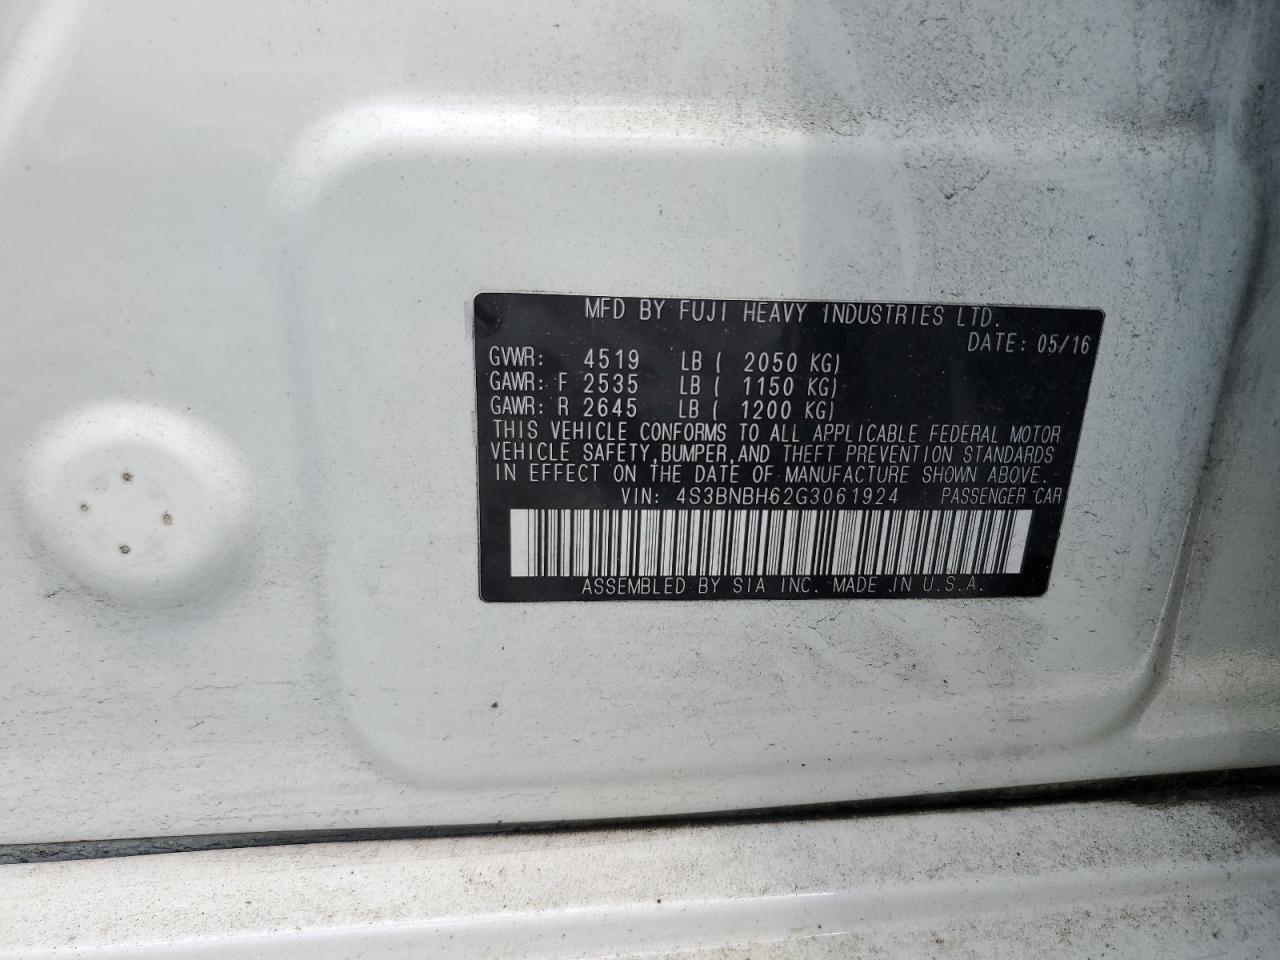 MFD BY FUJI HEAVY INDUSTRIES LTD.
DATE: 05/16
GVWR: 4519 LB ( 2050 KG)
GAWR: F 2535 LB ( 1150 KG)
GAWR: R 2645 LB ( 1200 KG)
THIS VEHICLE CONFORMS TO ALL APPLICABLE FEDERAL MOTOR
VEHICLE SAFETY, BUMPER, AND THEFT PREVENTION STANDARDS
IN EFFECT ON THE DATE OF MANUFACTURE SHOWN ABOVE.
VIN: 4S3BNBH62G3061924 PASSENGER CAR
ASSEMBLED BY SIA INC. MADE IN U.S.A.